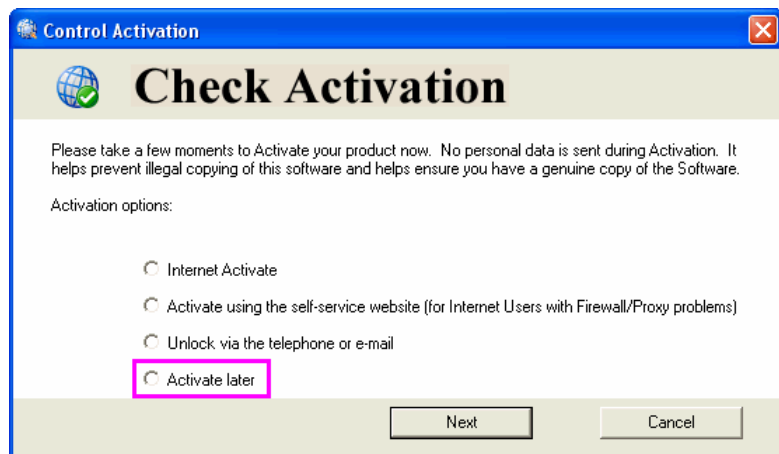 Control Activation
Check Activation
Please take a few moments to Activate your product now.  No personal data is sent during Activation.  It
helps prevent illegal copying of this software and helps ensure you have a genuine copy of the Software.
Activation options:
Internet Activate
Activate using the self-service website (for Internet Users with Firewall/Proxy problems)
Unlock via the telephone or e-mail
Activate later
Next
Cancel